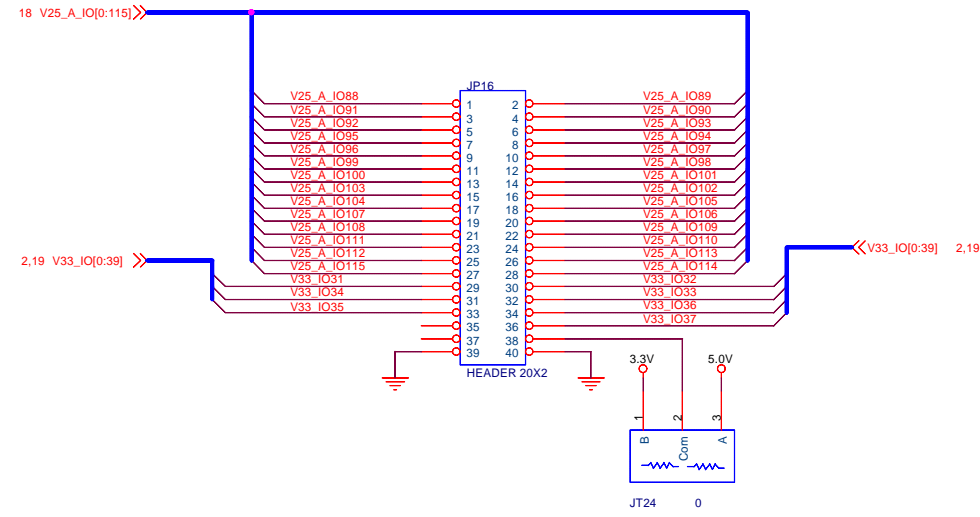 18 V25_A_IO[0:115]
JP16
V25_A_IO88 1 2 V25_A_IO89
V25_A_IO91 3 4 V25_A_IO90
V25_A_IO92 5 6 V25_A_IO93
V25_A_IO95 7 8 V25_A_IO94
V25_A_IO96 9 10 V25_A_IO97
V25_A_IO99 11 12 V25_A_IO98
V25_A_IO100 13 14 V25_A_IO101
V25_A_IO103 15 16 V25_A_IO102
V25_A_IO104 17 18 V25_A_IO105
V25_A_IO107 19 20 V25_A_IO106
V25_A_IO108 21 22 V25_A_IO109
V25_A_IO111 23 24 V25_A_IO110
V25_A_IO112 25 26 V25_A_IO113
V25_A_IO115 27 28 V25_A_IO114
V33_IO31 29 30 V33_IO32
V33_IO34 31 32 V33_IO33
V33_IO35 33 34 V33_IO36
35 36 V33_IO37
37 38
39 40
2,19 V33_IO[0:39]
V33_IO[0:39] 2,19
HEADER 20X2
3.3V 5.0V
1 2 3
B Com A
JT24 0